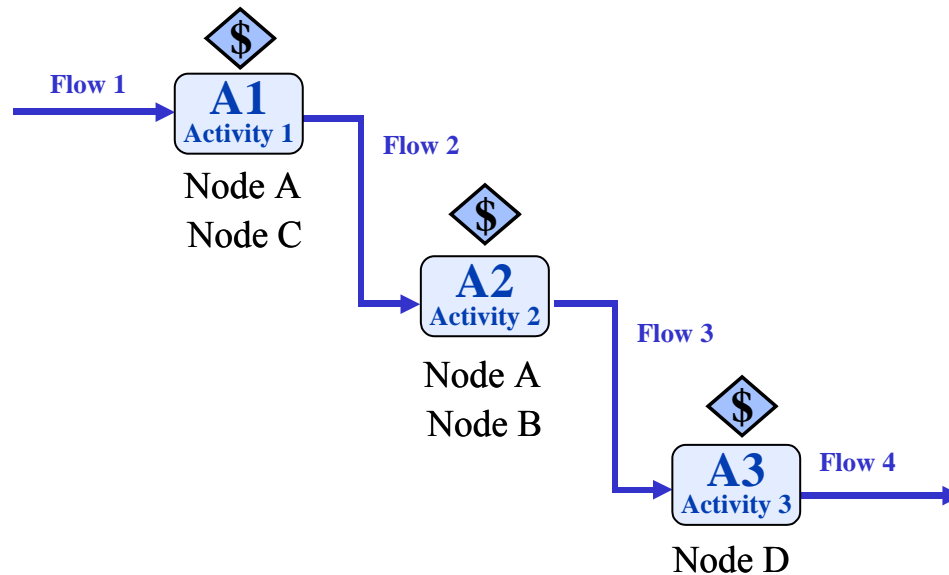 $
Flow 1
A1
Activity 1
Flow 2
Node A
Node C
$
A2
Activity 2
Flow 3
Node A
Node B
$
A3
Activity 3
Flow 4
Node D